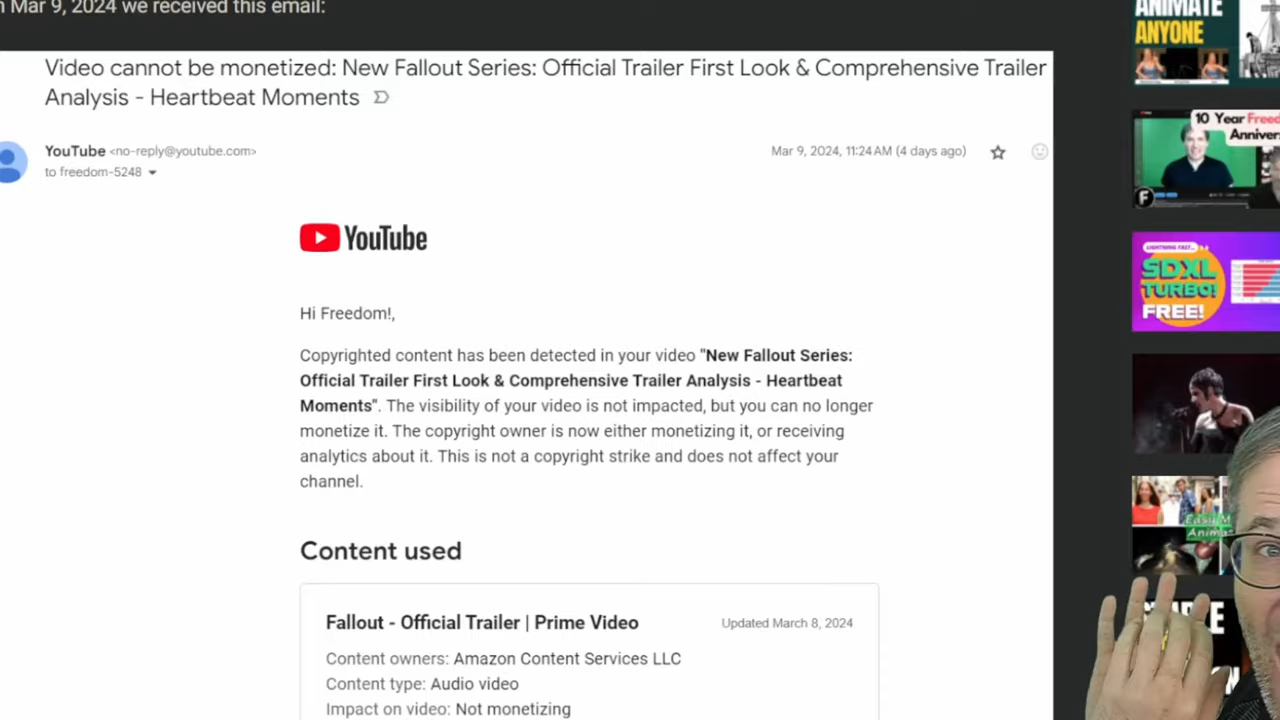 Mar 9, 2024 we received this email:
Video cannot be monetized: New Fallout Series: Official Trailer First Look & Comprehensive Trailer
Analysis - Heartbeat Moments
YouTube <no-reply@youtube.com>
Mar 9, 2024, 11:24 AM (4 days ago)
to freedom-5248
YouTube
Hi Freedom!,
Copyrighted content has been detected in your video "New Fallout Series:
Official Trailer First Look & Comprehensive Trailer Analysis - Heartbeat
Moments". The visibility of your video is not impacted, but you can no longer
monetize it. The copyright owner is now either monetizing it, or receiving
analytics about it. This is not a copyright strike and does not affect your
channel.
Content used
Fallout - Official Trailer | Prime Video
Updated March 8, 2024
Content owners: Amazon Content Services LLC
Content type: Audio video
Impact on video: Not monetizing
ANIMATE
ANYONE
10 Year
F
LIGHTNING FAST...
SDXL
TURBO!
FREE!
Easy